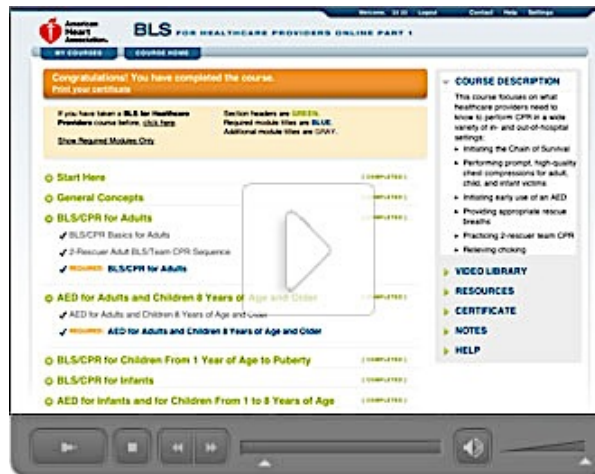 Welcome, Logout Contact Help Settings
American
Heart
Association®
BLS FOR HEALTHCARE PROVIDERS ONLINE PART 1
MY COURSES COURSE HOME
Congratulations! You have completed the course.
Print your certificate
If you have taken a BLS for Healthcare
Providers course before, click here.
Show Required Modules Only
Section headers are GREEN.
Required module titles are BLUE.
Additional module titles are GRAY.
Start Here [COMPLETED]
General Concepts [COMPLETED]
BLS/CPR for Adults [COMPLETED]
BLS/CPR Basics for Adults
2-Rescuer Adult BLS/Team CPR Sequence
REQUIRED BLS/CPR for Adults
AED for Adults and Children 8 Years of Age and Older [COMPLETED]
AED for Adults and Children 8 Years of Age and Older
REQUIRED AED for Adults and Children 8 Years of Age and Older
BLS/CPR for Children From 1 Year of Age to Puberty [COMPLETED]
BLS/CPR for Infants [COMPLETED]
AED for Infants and for Children From 1 to 8 Years of Age [COMPLETED]
COURSE DESCRIPTION
This course focuses on what
healthcare providers need to
know to perform CPR in a wide
variety of in- and out-of-hospital
settings:
Initiating the Chain of Survival
Performing prompt, high-quality
chest compressions for adult,
child, and infant victims
Initiating early use of an AED
Providing appropriate rescue
breaths
Practicing 2-rescuer team CPR
Relieving choking
VIDEO LIBRARY
RESOURCES
CERTIFICATE
NOTES
HELP